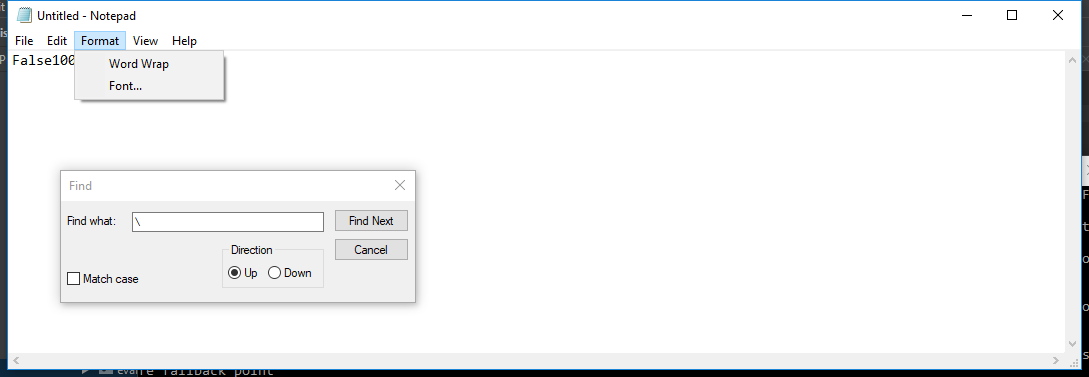 Untitled - Notepad
File Edit Format View Help
False100
Word Wrap
Font...
Find
Find what: \ Find Next
Cancel
Direction
Up Down
Match case
fallback point